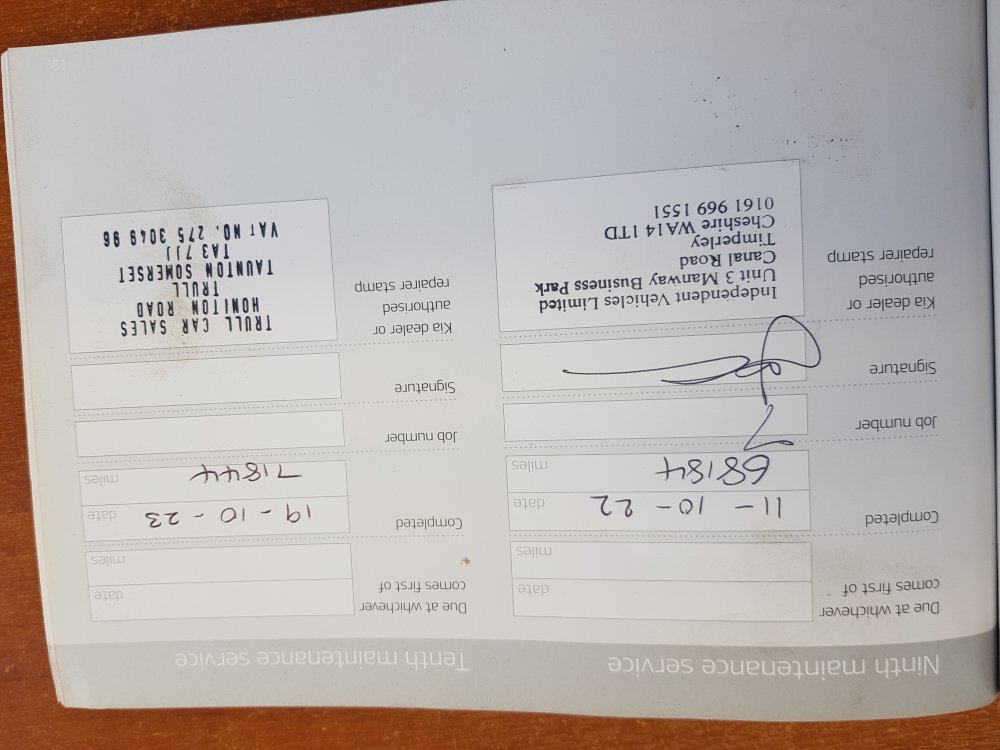 Ninth maintenance service
Due at whichever
comes first of
date
miles
Completed
date 11 - 10 - 22
miles 68184
Job number
Signature
Kia dealer or
authorised
repairer stamp
Independent Vehicles Limited
Unit 3 Manway Business Park
Canal Road
Timperley
Cheshire WA14 1TD
0161 969 1551
Tenth maintenance service
Due at whichever
comes first of
date
miles
Completed
date 19 - 10 - 23
miles 71844
Job number
Signature
Kia dealer or
authorised
repairer stamp
TRULL CAR SALES
HONITON ROAD
TRULL
TAUNTON SOMERSET
TA3 7JJ
VAT NO. 275 3049 96
19